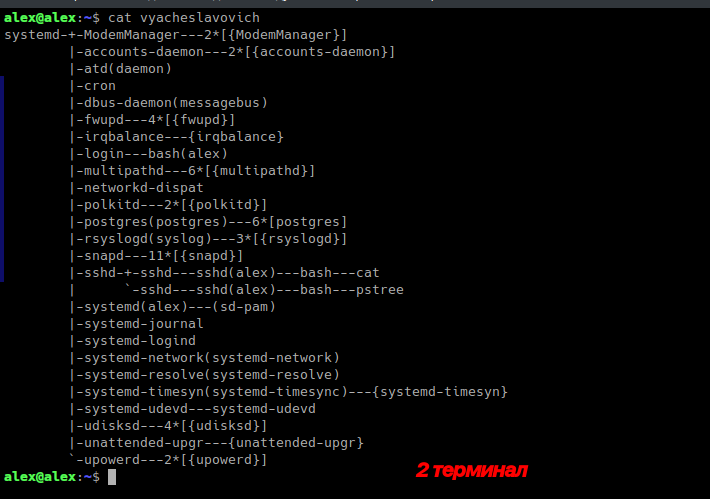 alex@alex:~$ cat vyacheslavovich
systemd-+-ModemManager---2*[{ModemManager}]
        |-accounts-daemon---2*[{accounts-daemon}]
        |-atd(daemon)
        |-cron
        |-dbus-daemon(messagebus)
        |-fwupd---4*[{fwupd}]
        |-irqbalance---{irqbalance}
        |-login---bash(alex)
        |-multipathd---6*[{multipathd}]
        |-networkd-dispat
        |-polkitd---2*[{polkitd}]
        |-postgres(postgres)---6*[postgres]
        |-rsyslogd(syslog)---3*[{rsyslogd}]
        |-snapd---11*[{snapd}]
        |-sshd-+-sshd---sshd(alex)---bash---cat
        |      `-sshd---sshd(alex)---bash---pstree
        |-systemd(alex)---(sd-pam)
        |-systemd-journal
        |-systemd-logind
        |-systemd-network(systemd-network)
        |-systemd-resolve(systemd-resolve)
        |-systemd-timesyn(systemd-timesync)---{systemd-timesyn}
        |-systemd-udevd---systemd-udevd
        |-udisksd---4*[{udisksd}]
        |-unattended-upgr---{unattended-upgr}
        `-upowerd---2*[{upowerd}]
2 терминал
alex@alex:~$